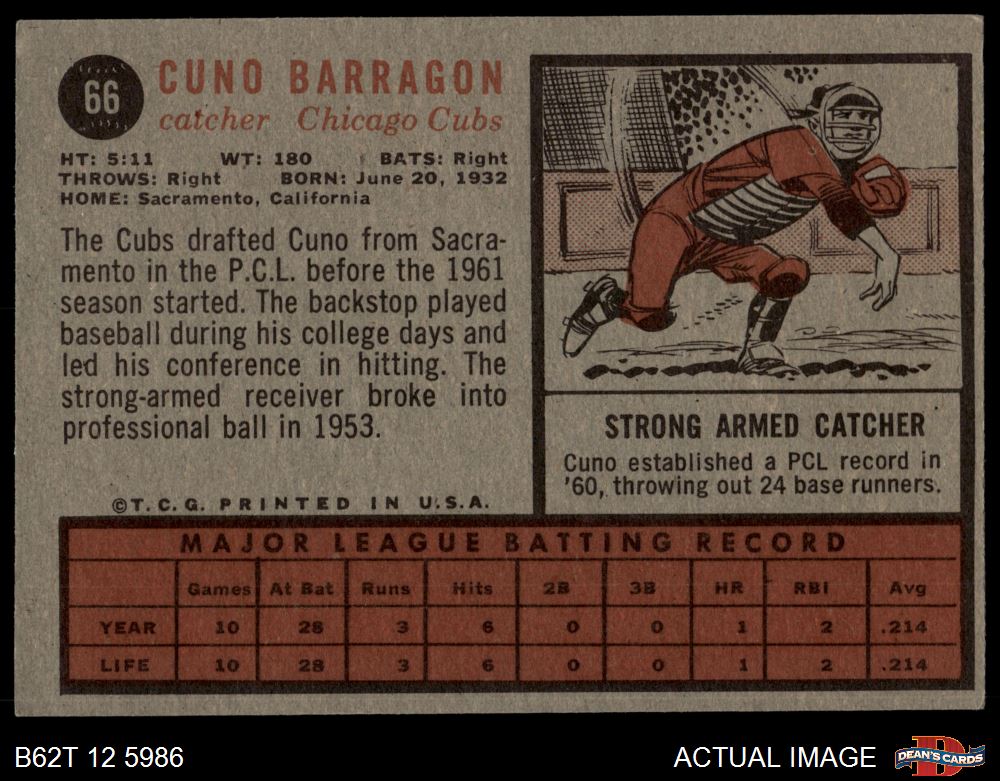 66
CUNO BARRAGON
catcher Chicago Cubs
HT: 5:11 WT: 180 BATS: Right
THROWS: Right BORN: June 20, 1932
HOME: Sacramento, California
The Cubs drafted Cuno from Sacra-
mento in the P.C.L. before the 1961
season started. The backstop played
baseball during his college days and
led his conference in hitting. The
strong-armed receiver broke into
professional ball in 1953.
©T.C.G. PRINTED IN U.S.A.
STRONG ARMED CATCHER
Cuno established a PCL record in
'60, throwing out 24 base runners.
MAJOR LEAGUE BATTING RECORD
Games At Bat Runs Hits 2B 3B HR RBI Avg
YEAR 10 28 3 6 0 0 1 2 .214
LIFE 10 28 3 6 0 0 1 2 .214
B62T 12 5986
ACTUAL IMAGE
D
DEAN'S CARDS